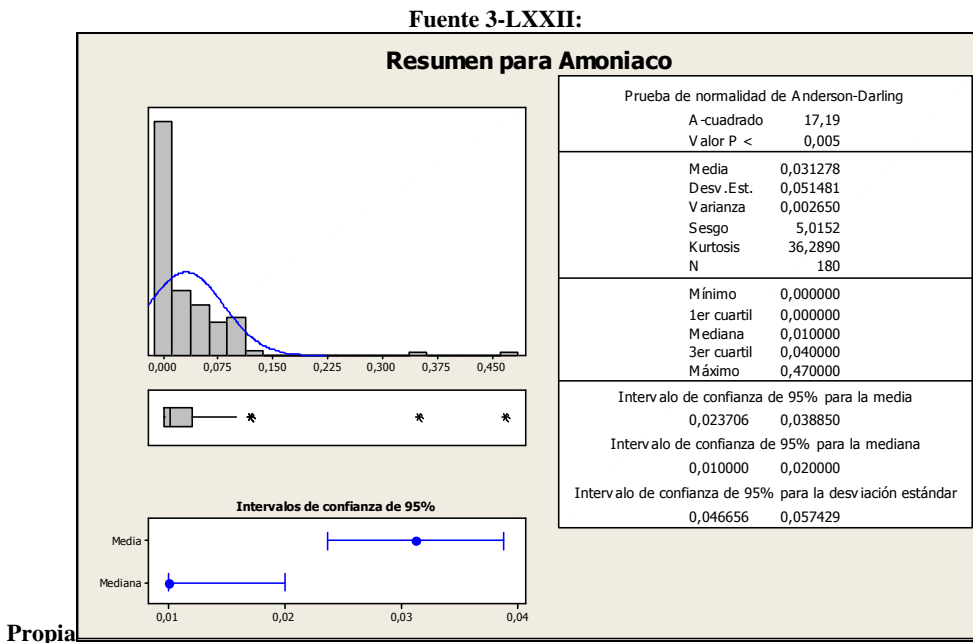 Fuente 3-LXXII:
Resumen para Amoniaco
0,000 0,075 0,150 0,225 0,300 0,375 0,450
Intervalos de confianza de 95%
Media
Mediana
0,01 0,02 0,03 0,04
Prueba de normalidad de Anderson-Darling
A-cuadrado 17,19
Valor P < 0,005
Media 0,031278
Desv.Est. 0,051481
Varianza 0,002650
Sesgo 5,0152
Kurtosis 36,2890
N 180
Mínimo 0,000000
1er cuartil 0,000000
Mediana 0,010000
3er cuartil 0,040000
Máximo 0,470000
Intervalo de confianza de 95% para la media
0,023706 0,038850
Intervalo de confianza de 95% para la mediana
0,010000 0,020000
Intervalo de confianza de 95% para la desviación estándar
0,046656 0,057429
Propia